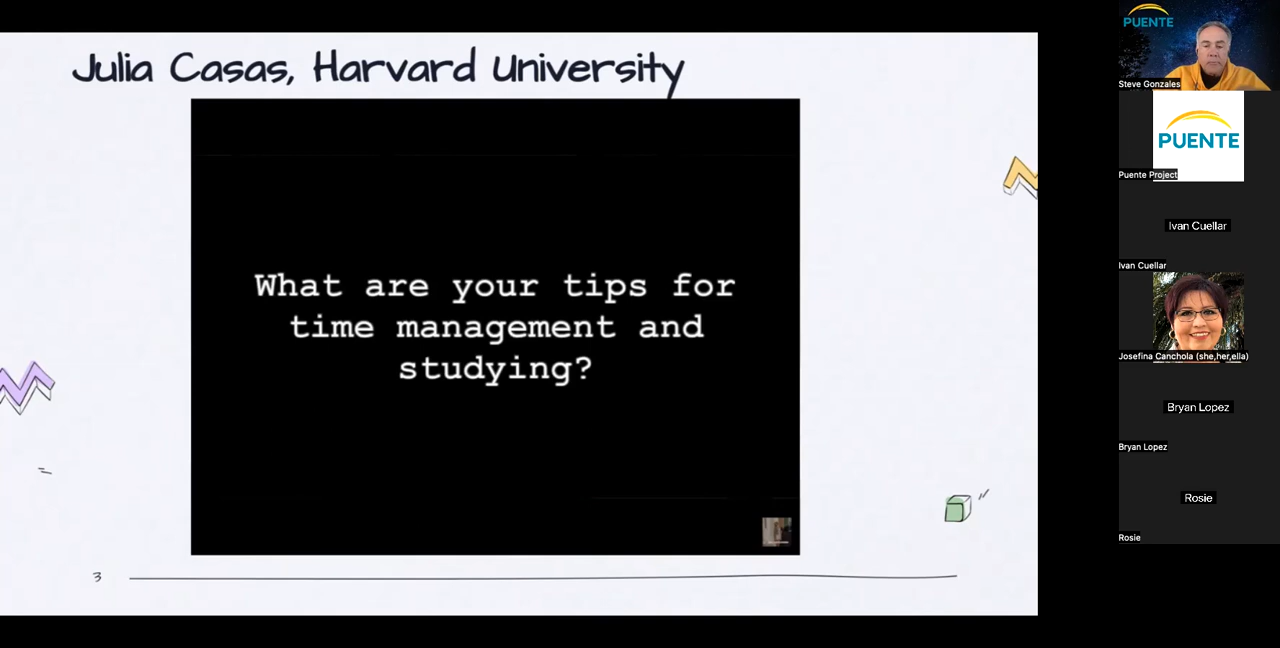 Julia Casas, Harvard University
What are your tips for
time management and
studying?
3
PUENTE
Steve Gonzales
PUENTE
Puente Project
Ivan Cuellar
Ivan Cuellar
Josefina Canchola (she,her,ella)
Bryan Lopez
Bryan Lopez
Rosie
Rosie